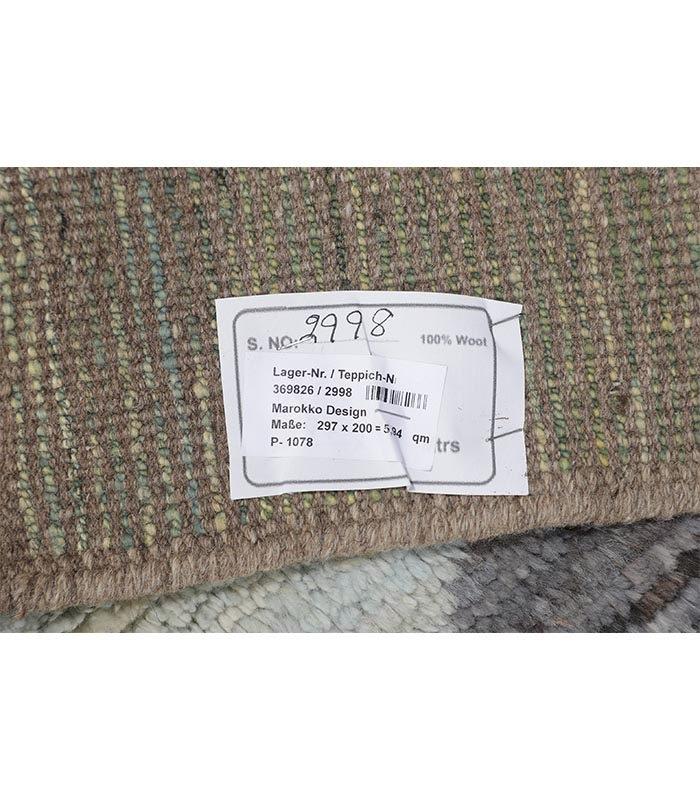 S. NO: 2998 100% Wool
Lager-Nr. / Teppich-N
369826 / 2998
Marokko Design
Maße: 297 x 200 = 5.94 qm
P- 1078
trs